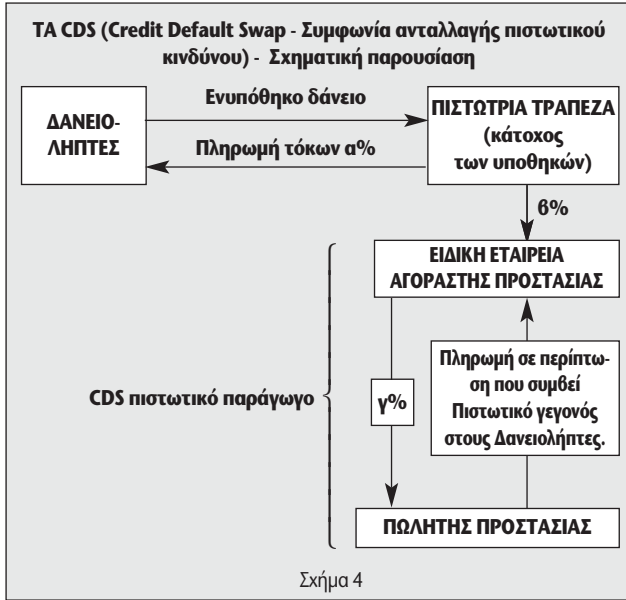 ΤΑ CDS (Credit Default Swap - Συμφωνία ανταλλαγής πιστωτικού
κινδύνου) - Σχηματική παρουσίαση
ΔΑΝΕΙΟ-
ΛΗΠΤΕΣ
Ενυπόθηκο δάνειο
Πληρωμή τόκων α%
ΠΙΣΤΩΤΡΙΑ ΤΡΑΠΕΖΑ
(κάτοχος
των υποθηκών)
β%
ΕΙΔΙΚΗ ΕΤΑΙΡΕΙΑ
ΑΓΟΡΑΣΤΗΣ ΠΡΟΣΤΑΣΙΑΣ
CDS πιστωτικό παράγωγο
γ%
Πληρωμή σε περίπτω-
ση που συμβεί
Πιστωτικό γεγονός
στους Δανειολήπτες.
ΠΩΛΗΤΗΣ ΠΡΟΣΤΑΣΙΑΣ
Σχήμα 4